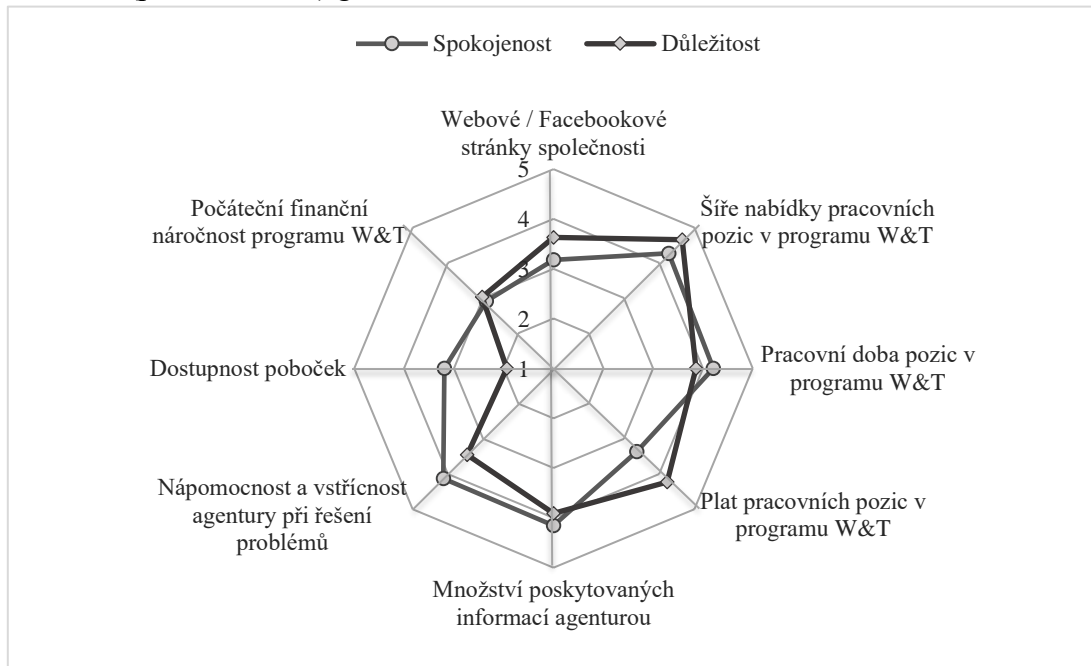 Spokojenost
Důležitost
Webové / Facebookové
stránky společnosti
Šíře nabídky pracovních
pozic v programu W&T
Pracovní doba pozic v
programu W&T
Plat pracovních pozic v
programu W&T
Množství poskytovaných
informací agenturou
Nápomocnost a vstřícnost
agentury při řešení
problémů
Dostupnost poboček
Počáteční finanční
náročnost programu W&T
5
4
3
2
1